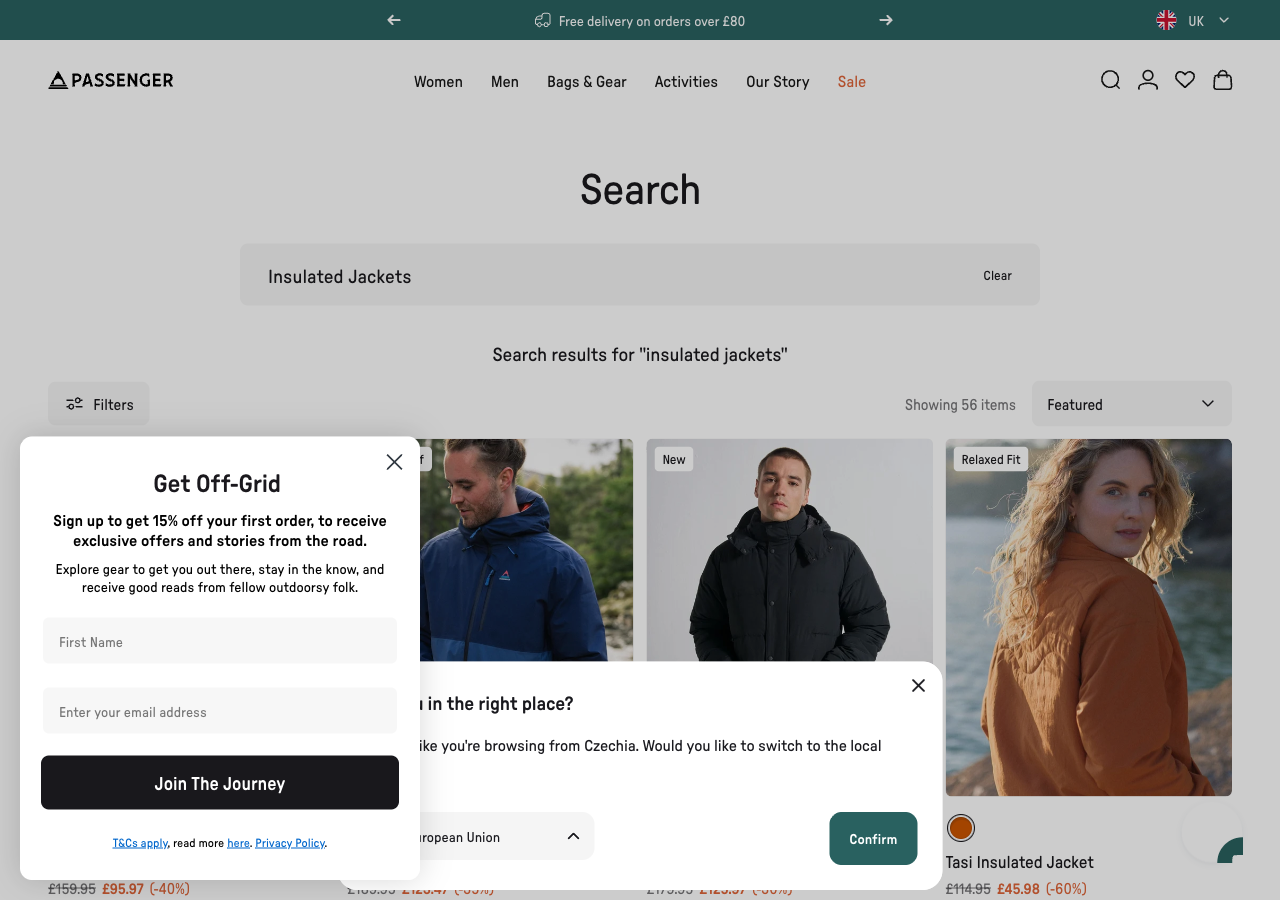 Free delivery on orders over £80
UK
PASSENGER
Women
Men
Bags & Gear
Activities
Our Story
Sale
Search
Insulated Jackets
Clear
Search results for "insulated jackets"
Filters
Showing 56 items
Featured
New
Relaxed Fit
Get Off-Grid
Sign up to get 15% off your first order, to receive
exclusive offers and stories from the road.
Explore gear to get you out there, stay in the know, and
receive good reads from fellow outdoorsy folk.
First Name
Enter your email address
Join The Journey
T&Cs apply, read more here. Privacy Policy.
in the right place?
you're browsing from Czechia. Would you like to switch to the local
Union
Confirm
Tasi Insulated Jacket
£159.95 £95.97 (-40%)
£114.95 £45.98 (-60%)